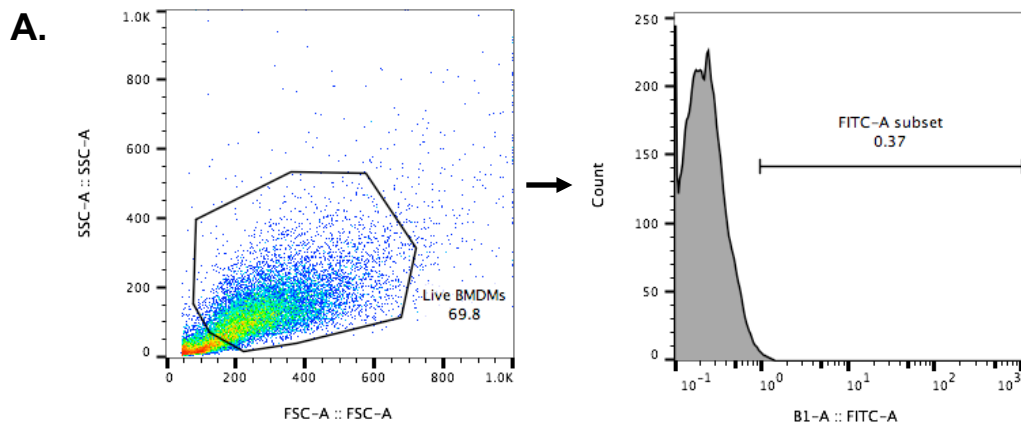 A.
1.0K
800
600
400
200
0
SSC-A :: SSC-A
Live BMDMs
69.8
0
200
400
600
800
1.0K
FSC-A :: FSC-A
250
200
150
100
50
0
Count
FITC-A subset
0.37
10⁻¹
10⁰
10¹
10²
10³
B1-A :: FITC-A